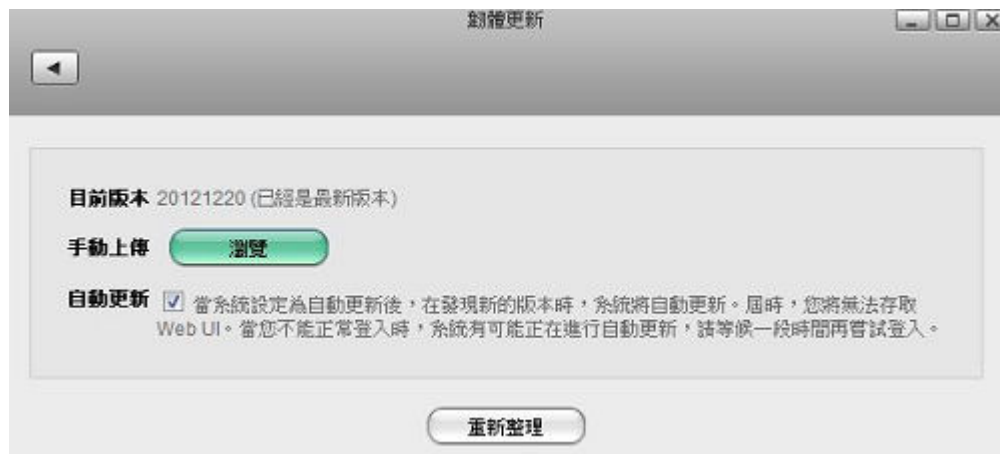 韌體更新
目前版本 20121220 (已經是最新版本)
手動上傳 瀏覽
自動更新 當系統設定為自動更新後，在發現新的版本時，系統將自動更新。屆時，您將無法存取
Web UI。當您不能正常登入時，系統有可能正在進行自動更新，請等候一段時間再嘗試登入。
重新整理